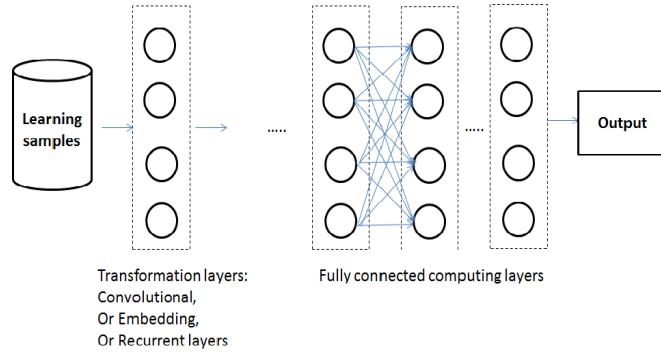 Learning
samples
.....
.....
Output
Transformation layers:
Convolutional,
Or Embedding,
Or Recurrent layers
Fully connected computing layers